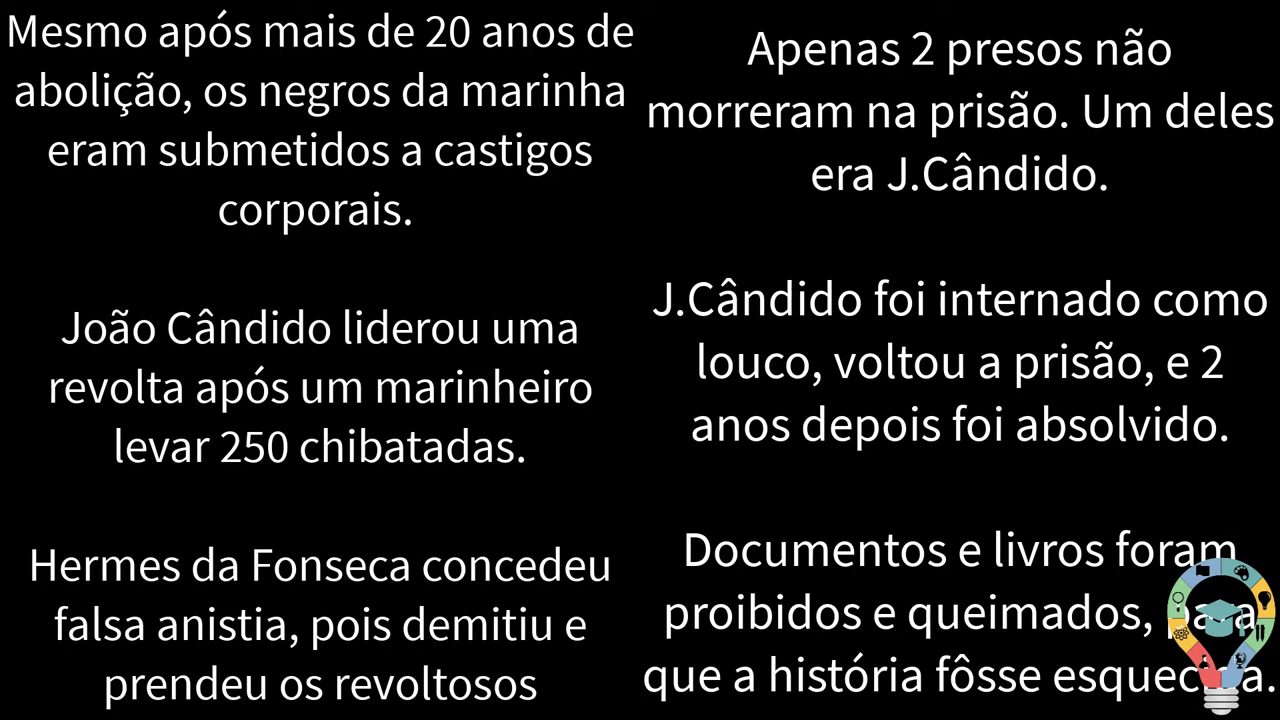 Mesmo após mais de 20 anos de
abolição, os negros da marinha
eram submetidos a castigos
corporais.
João Cândido liderou uma
revolta após um marinheiro
levar 250 chibatadas.
Hermes da Fonseca concedeu
falsa anistia, pois demitiu e
prendeu os revoltosos
Apenas 2 presos não
morreram na prisão. Um deles
era J.Cândido.
J.Cândido foi internado como
louco, voltou a prisão, e 2
anos depois foi absolvido.
Documentos e livros foram
proibidos e queimados, para
que a história fôsse esquecida.